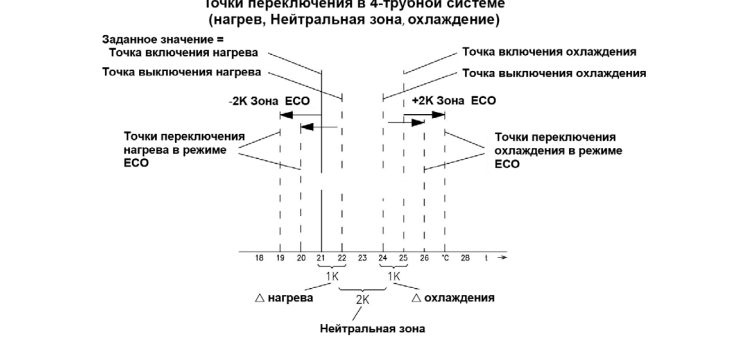 Точки переключения в 4-трубной системе
(нагрев, Нейтральная зона, охлаждение)
Заданное значение =
Точка включения нагрева
Точка включения охлаждения
Точка выключения нагрева
Точка выключения охлаждения
-2K Зона ECO
+2K Зона ECO
Точки переключения
нагрева в режиме
ECO
Точки переключения
охлаждения в режиме
ECO
18 19 20 21 22 23 24 25 26 °C 28 t
1K
1K
△ нагрева
2K
△ охлаждения
Нейтральная зона